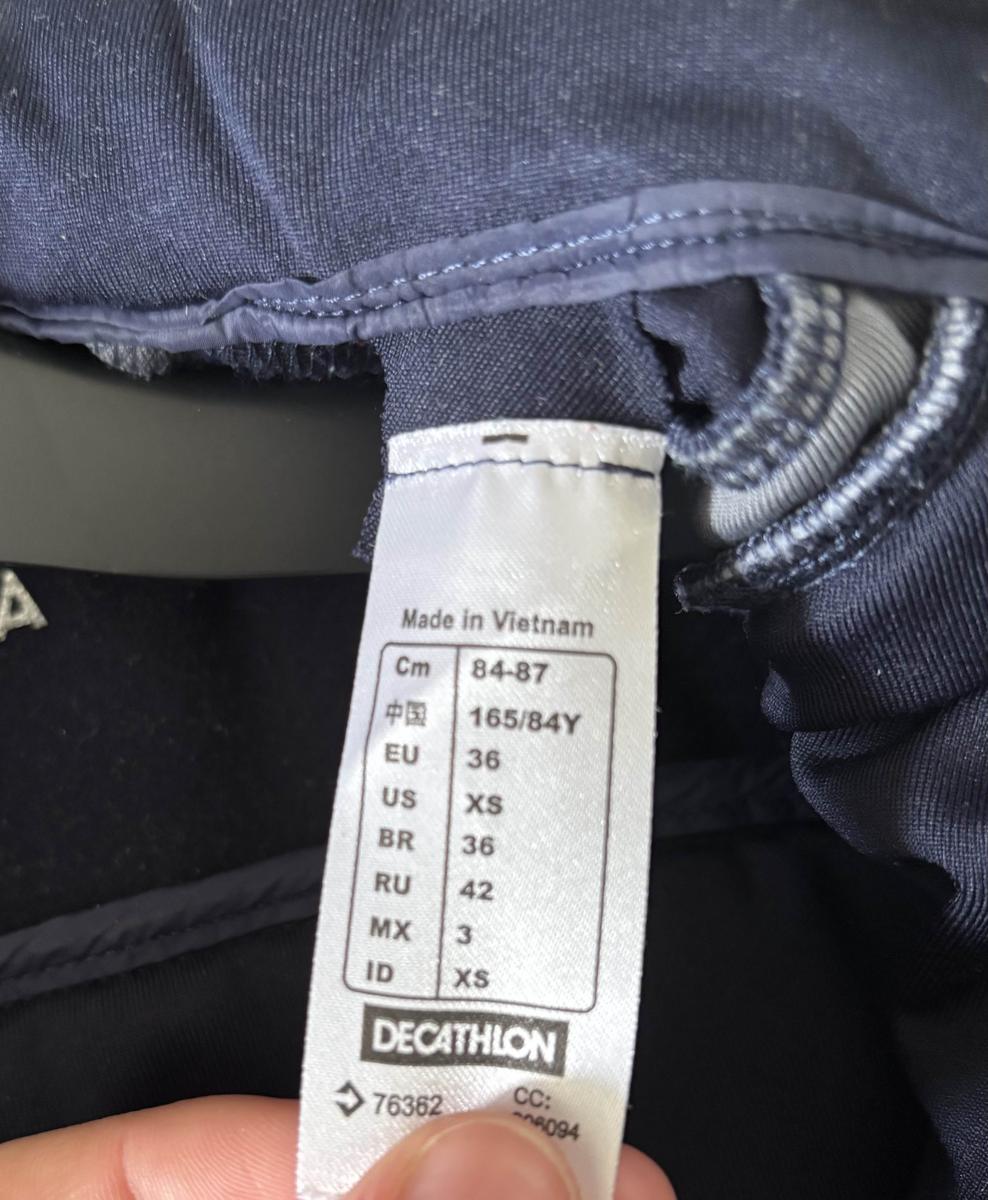 A
Made in Vietnam
Cm 84-87
中国 165/84Y
EU 36
US XS
BR 36
RU 42
MX 3
ID XS
DECATHLON
76362 CC: